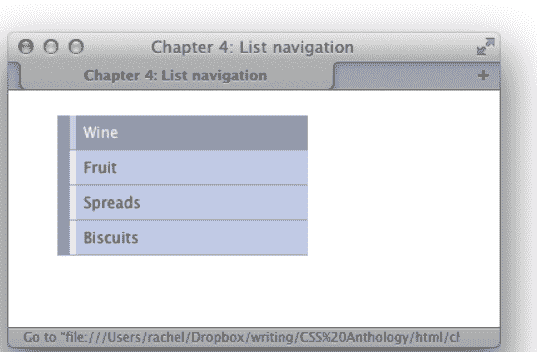 Chapter 4: List navigation
Chapter 4: List navigation
+
Wine
Fruit
Spreads
Biscuits
Go to "file:///Users/rachel/Dropbox/writing/CSS%20Anthology/html/cl